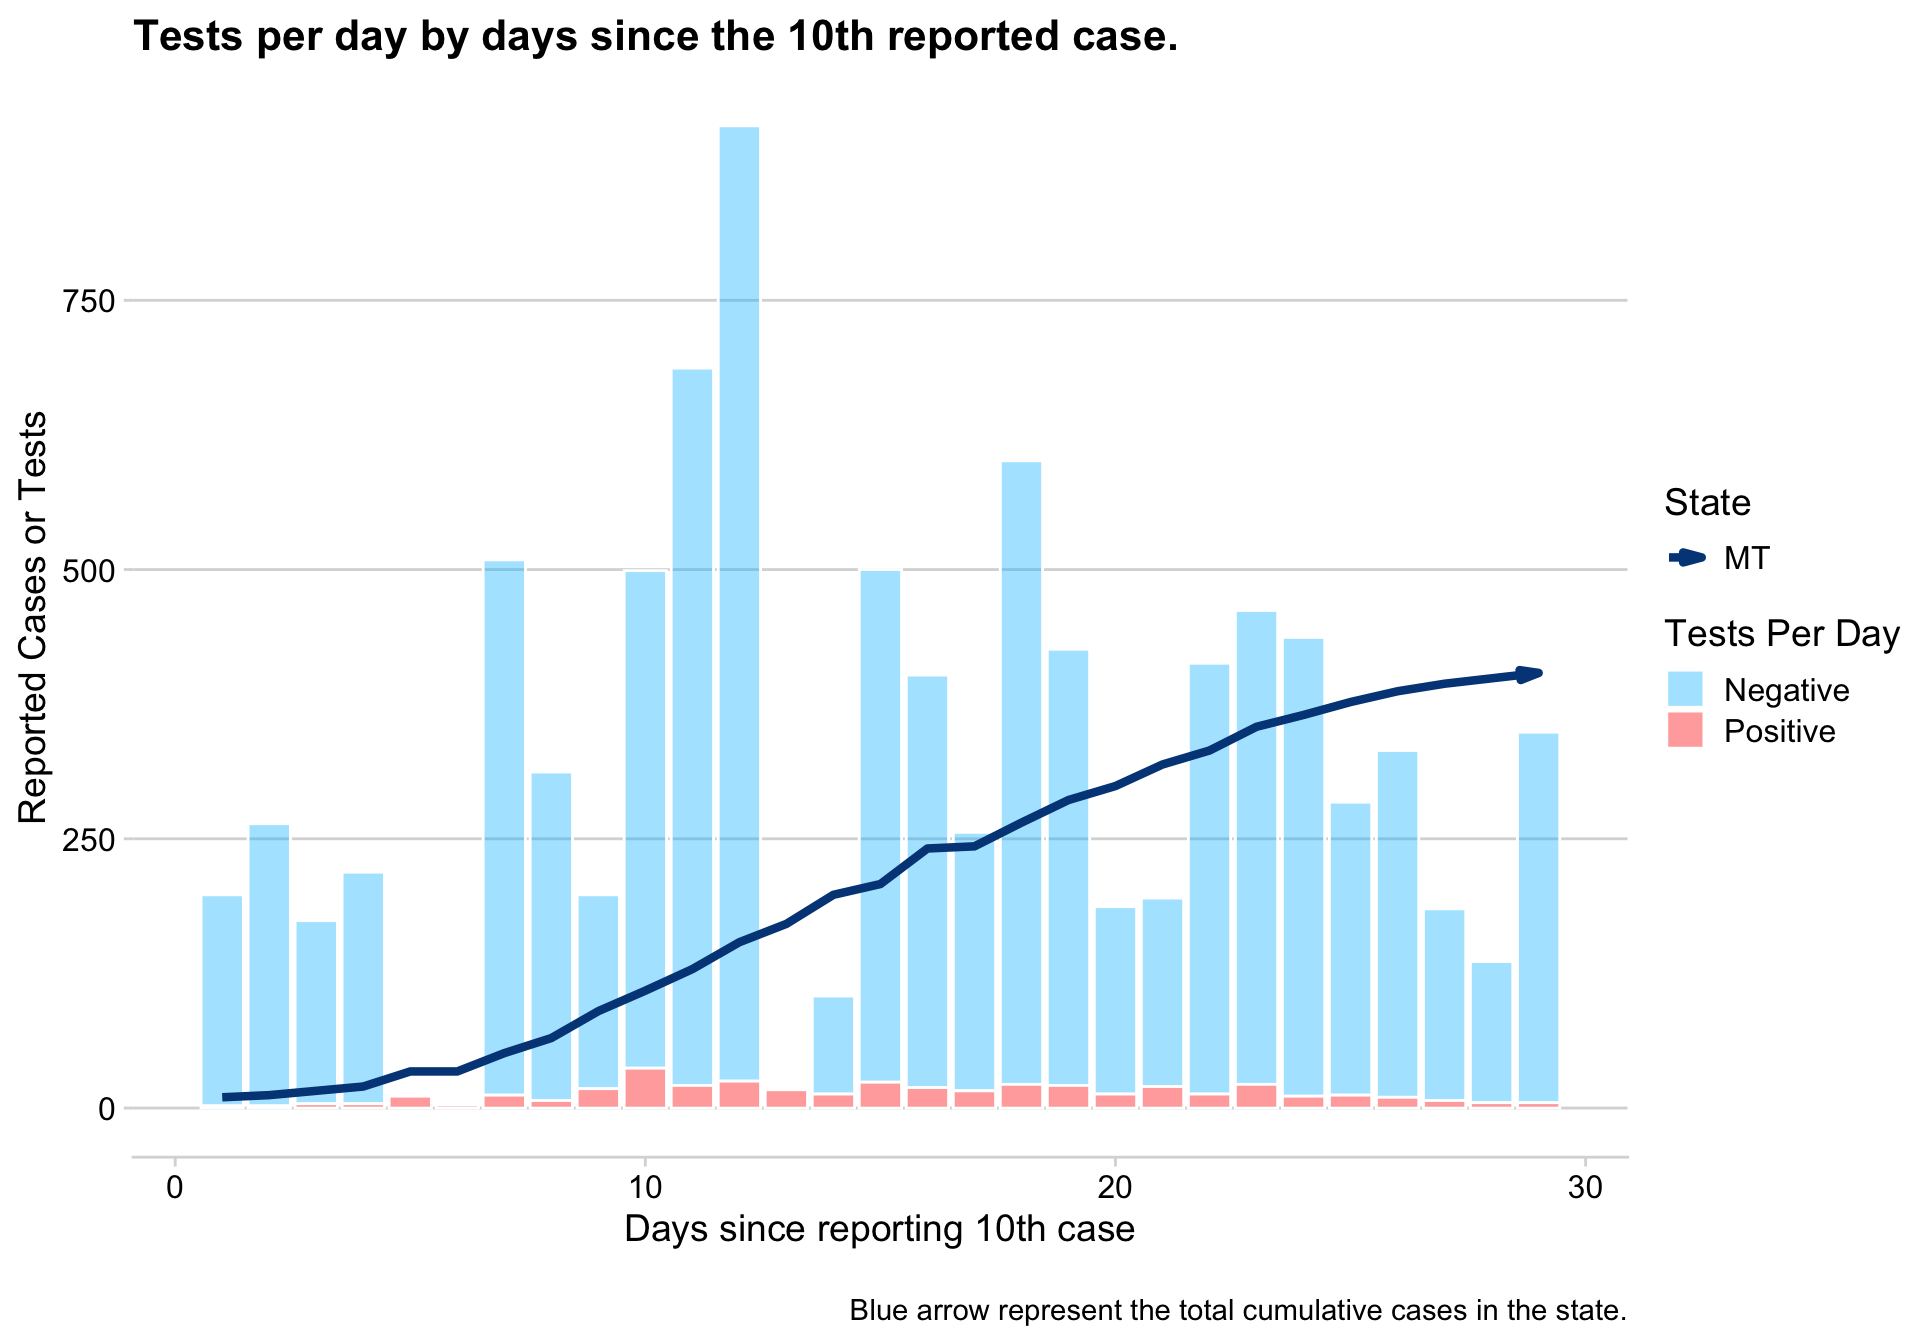 Tests per day by days since the 10th reported case.
750
500
250
0
Reported Cases or Tests
0
10
20
30
Days since reporting 10th case
State
MT
Tests Per Day
Negative
Positive
Blue arrow represent the total cumulative cases in the state.